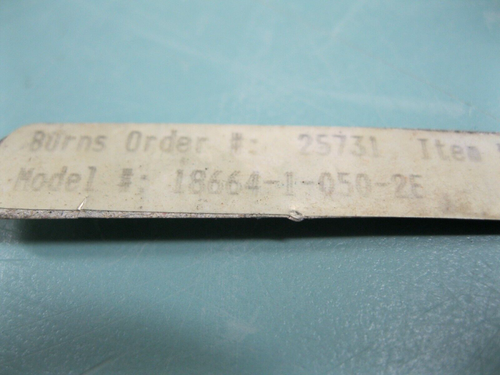 Burns Order #: 25731 Item
Model #: 18664-1-050-2E